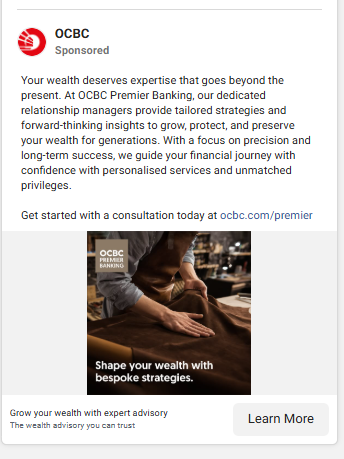 OCBC
Sponsored
Your wealth deserves expertise that goes beyond the
present. At OCBC Premier Banking, our dedicated
relationship managers provide tailored strategies and
forward-thinking insights to grow, protect, and preserve
your wealth for generations. With a focus on precision and
long-term success, we guide your financial journey with
confidence with personalised services and unmatched
privileges.
Get started with a consultation today at ocbc.com/premier
OCBC
PREMIER
BANKING
Shape your wealth with
bespoke strategies.
Grow your wealth with expert advisory
The wealth advisory you can trust
Learn More